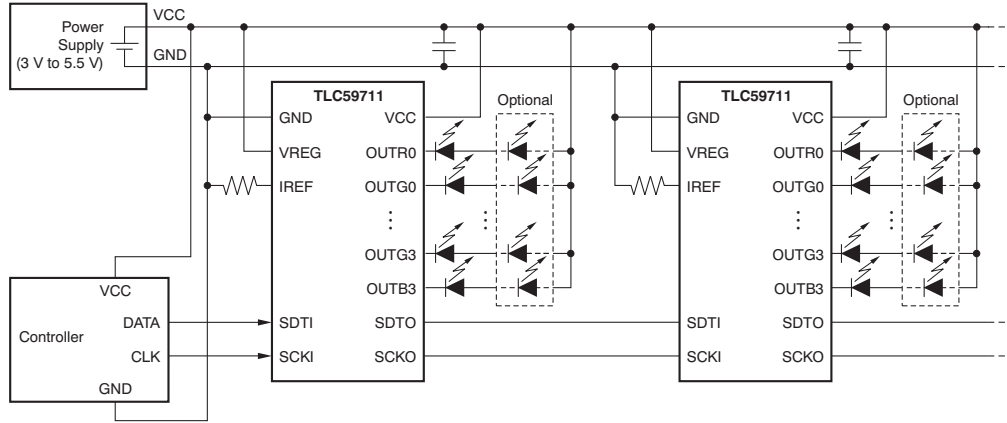 Power
Supply
(3 V to 5.5 V)
VCC
GND
TLC59711
GND
VREG
IREF
SDTI
SCKI
VCC
OUTR0
OUTG0
OUTG3
OUTB3
SDTO
SCKO
Optional
TLC59711
GND
VREG
IREF
SDTI
SCKI
VCC
OUTR0
OUTG0
OUTG3
OUTB3
SDTO
SCKO
Optional
Controller
VCC
DATA
CLK
GND